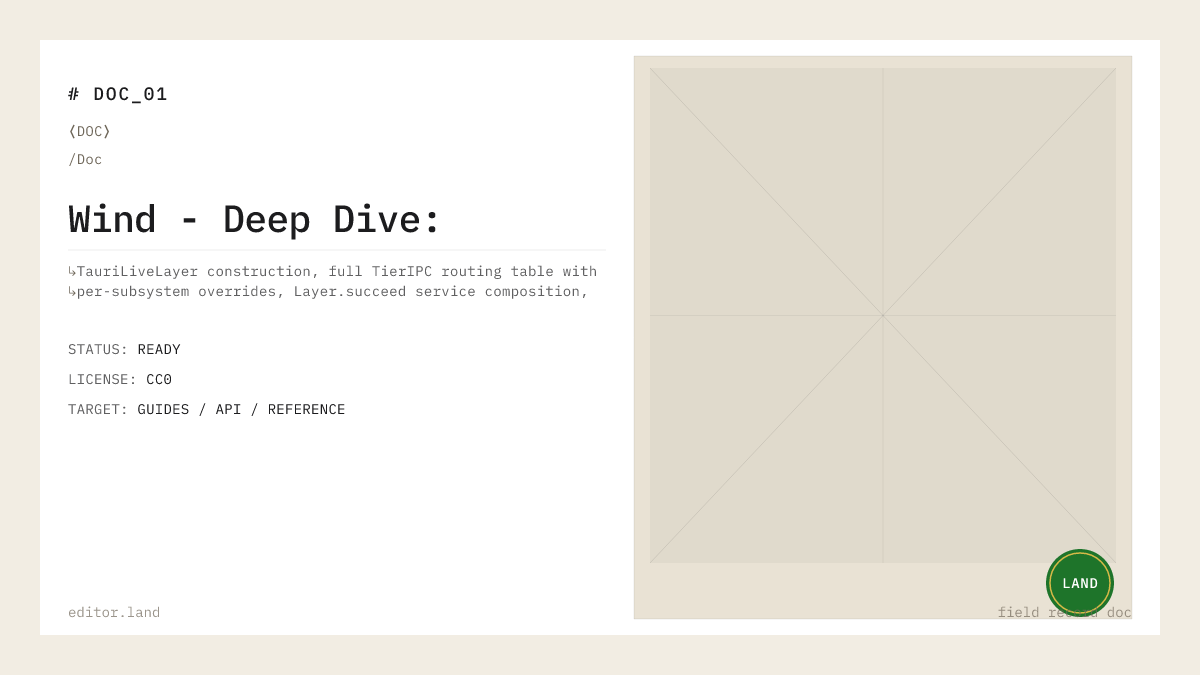 # DOC_01
⟨DOC⟩
/Doc
Wind - Deep Dive:
↳TauriLiveLayer construction, full TierIPC routing table with
↳per-subsystem overrides, Layer.succeed service composition,
STATUS: READY
LICENSE: CC0
TARGET: GUIDES / API / REFERENCE
LAND
editor.land
field record doc